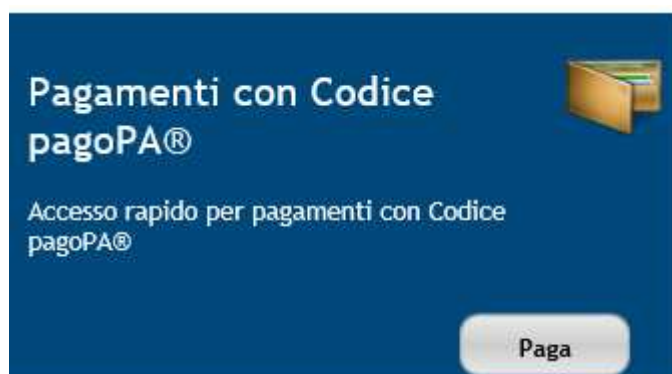 Pagamenti con Codice
pagoPA®
Accesso rapido per pagamenti con Codice
pagoPA®
Paga